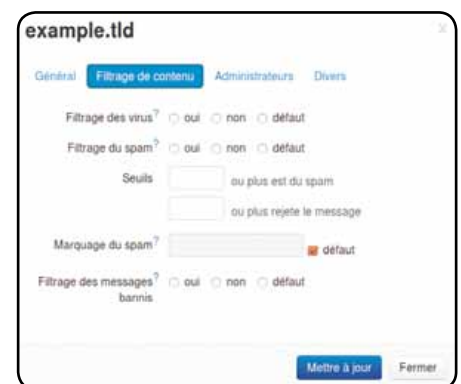 example.tld
×
Général Filtrage de contenu Administrateurs Divers
Filtrage des virus? oui non défaut
Filtrage du spam? oui non défaut
Seuils ou plus est du spam
ou plus rejete le message
Marquage du spam? défaut
Filtrage des messages? oui non défaut
bannis
Mettre à jour Fermer